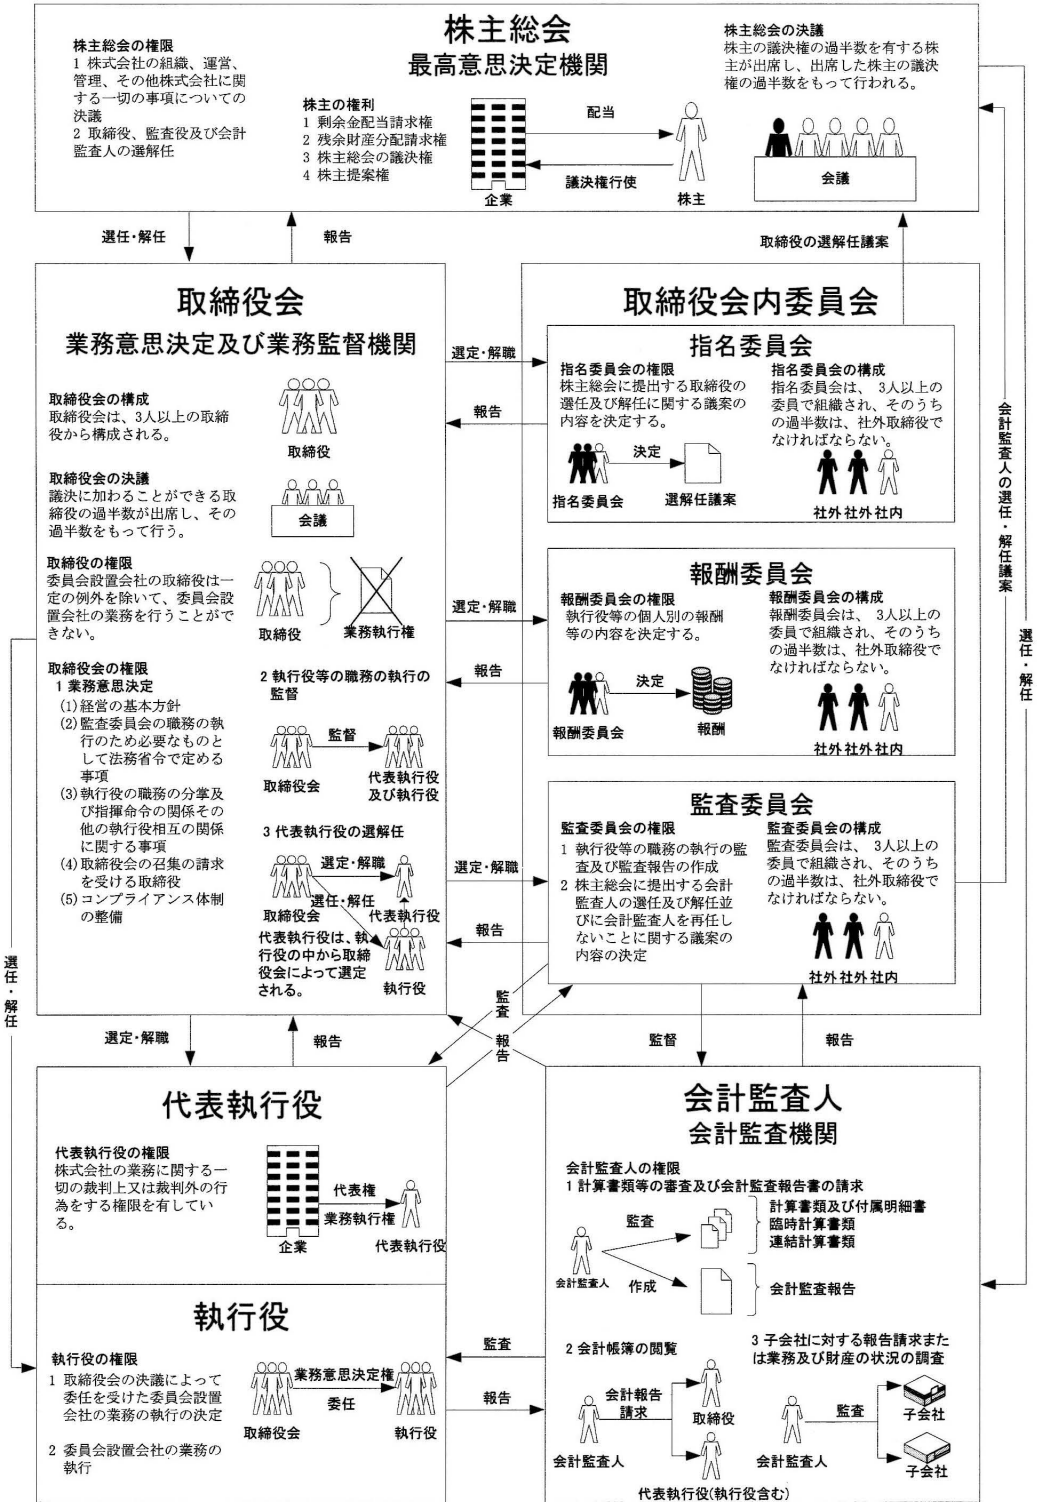 株主総会
最高意思決定機関
株主総会の権限
1 株式会社の組織、運営、
管理、その他株式会社に関
する一切の事項についての
決議
2 取締役、監査役及び会計
監査人の選解任
株主の権利
1 剰余金配当請求権
2 残余財産分配請求権
3 株主総会の議決権
4 株主提案権
配当
議決権行使
企業
株主
株主総会の決議
株主の議決権の過半数を有する株
主が出席し、出席した株主の議決
権の過半数をもって行われる。
会議
選任・解任
報告
取締役の選解任議案
会計監査人の選任・解任議案
選任・解任
取締役会
業務意思決定及び業務監督機関
取締役会の構成
取締役会は、3人以上の取締
役から構成される。
取締役
取締役会の決議
議決に加わることができる取
締役の過半数が出席し、その
過半数をもって行う。
会議
取締役の権限
委員会設置会社の取締役は一
定の例外を除いて、委員会設
置会社の業務を行うことがで
きない。
取締役
業務執行権
取締役会の権限
1 業務意思決定
(1)経営の基本方針
(2)監査委員会の職務の執
行のため必要なものと
して法務省令で定める
事項
(3)執行役の職務の分掌及
び指揮命令の関係その
他の執行役相互の関係
に関する事項
(4)取締役会の召集の請求
を受ける取締役
(5)コンプライアンス体制
の整備
2 執行役等の職務の執行の
監督
監督
取締役会
代表執行役
及び執行役
3 代表執行役の選解任
選定・解職
選任・解任
取締役会
代表執行役
代表執行役は、執
行役の中から取締
役会によって選定
される。
執行役
選定・解職
報告
選定・解職
報告
選定・解職
報告
取締役会内委員会
指名委員会
指名委員会の権限
株主総会に提出する取締役の
選任及び解任に関する議案の
内容を決定する。
決定
指名委員会
選解任議案
指名委員会の構成
指名委員会は、3人以上の
委員で組織され、そのうち
の過半数は、社外取締役で
なければならない。
社外 社外 社内
報酬委員会
報酬委員会の権限
執行役等の個人別の報酬
等の内容を決定する。
決定
報酬委員会
報酬
報酬委員会の構成
報酬委員会は、3人以上の
委員で組織され、そのうち
の過半数は、社外取締役で
なければならない。
社外 社外 社内
監査委員会
監査委員会の権限
1 執行役等の職務の執行の監
査及び監査報告の作成
2 株主総会に提出する会計
監査人の選任及び解任並
びに会計監査人を再任し
ないことに関する議案の
内容の決定
監査委員会の構成
監査委員会は、3人以上の
委員で組織され、そのうち
の過半数は、社外取締役で
なければならない。
社外 社外 社内
選任・解任
選定・解職
報告
監査
報告
監督
報告
代表執行役
代表執行役の権限
株式会社の業務に関する一
切の裁判上又は裁判外の行
為をする権限を有してい
る。
企業
代表権
業務執行権
代表執行役
執行役
執行役の権限
1 取締役会の決議によって
委任を受けた委員会設置
会社の業務の執行の決定
2 委員会設置会社の業務の
執行
業務意思決定権
委任
取締役会
執行役
監査
報告
会計監査人
会計監査機関
会計監査人の権限
1 計算書類等の審査及び会計監査報告書の請求
監査
作成
会計監査人
計算書類及び付属明細書
臨時計算書類
連結計算書類
会計監査報告
2 会計帳簿の閲覧
会計報告
請求
会計監査人
取締役
代表執行役(執行役含む)
3 子会社に対する報告請求また
は業務及び財産の状況の調査
監査
会計監査人
子会社
子会社